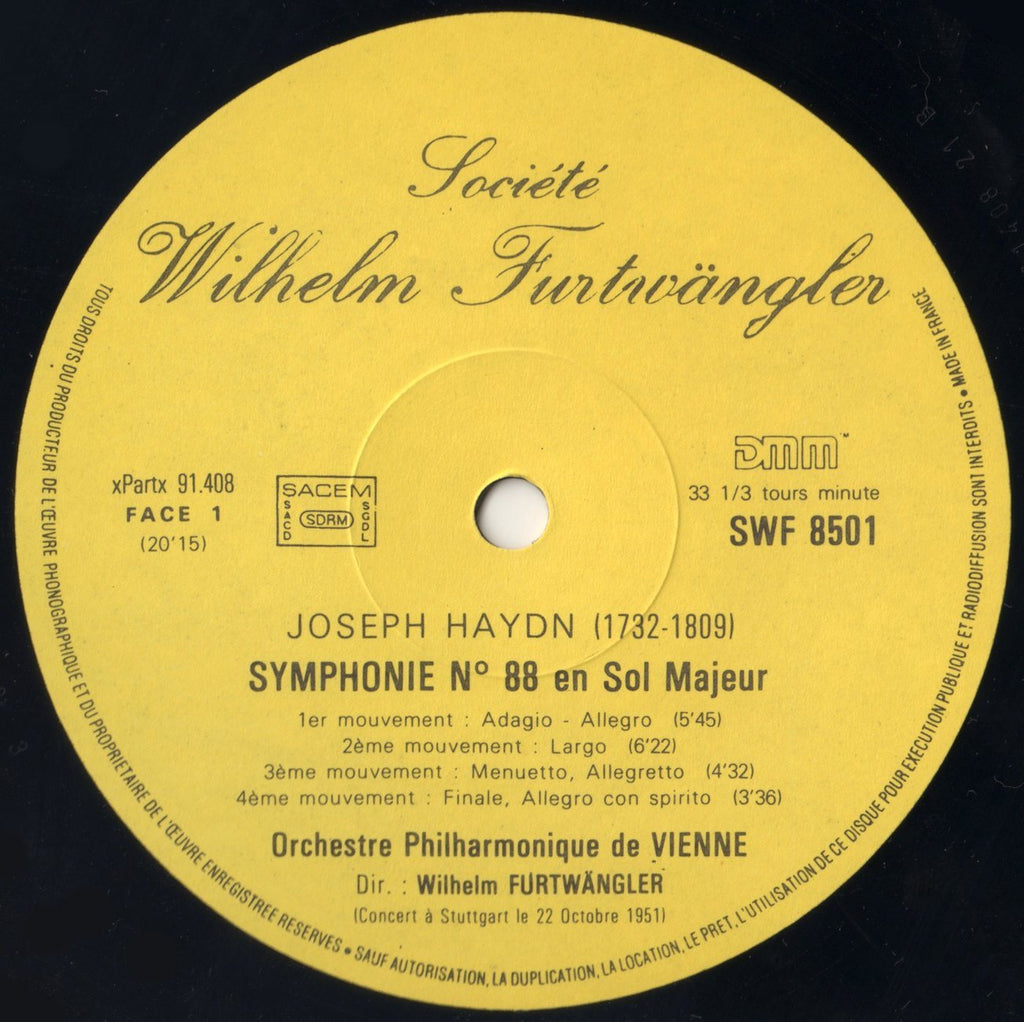 Société
Wilhelm Furtwängler
xPartx 91.408
FACE 1
(20'15)
SACEM
SACD
SDRM
SGDL
DMM™
33 1/3 tours minute
SWF 8501
JOSEPH HAYDN (1732-1809)
SYMPHONIE N° 88 en Sol Majeur
1er mouvement : Adagio - Allegro (5'45)
2ème mouvement : Largo (6'22)
3ème mouvement : Menuetto, Allegretto (4'32)
4ème mouvement : Finale, Allegro con spirito (3'36)
Orchestre Philharmonique de VIENNE
Dir. : Wilhelm FURTWÄNGLER
(Concert à Stuttgart le 22 Octobre 1951)
TOUS DROITS DU PRODUCTEUR DE L'ŒUVRE PHONOGRAPHIQUE ET DU PROPRIETAIRE DE L'ŒUVRE ENREGISTREE RESERVES • SAUF AUTORISATION, LA DUPLICATION, LA LOCATION, LE PRET, L'UTILISATION DE CE DISQUE POUR EXECUTION PUBLIQUE ET RADIODIFFUSION SONT INTERDITS • MADE IN FRANCE